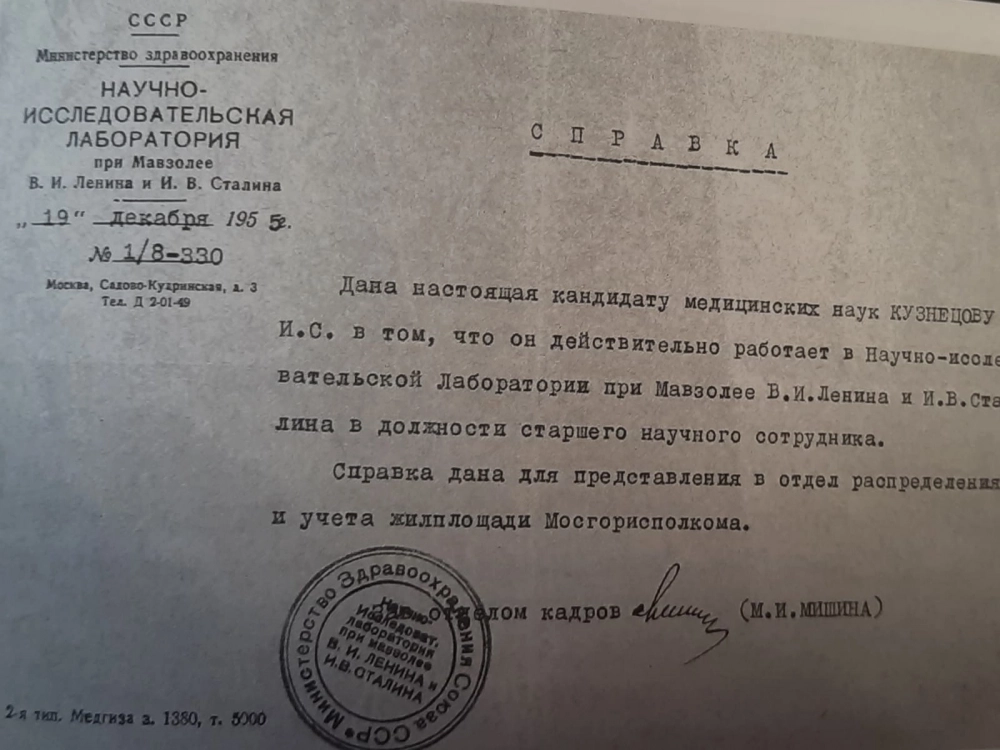 СССР
Министерство здравоохранения
НАУЧНО-
ИССЛЕДОВАТЕЛЬСКАЯ
ЛАБОРАТОРИЯ
при Мавзолее
В. И. Ленина и И. В. Сталина
„ 19 “ декабря 195 5г.
№ 1/8-330
Москва, Садово-Кудринская, д. 3
Тел. Д 2-01-49
СПРАВКА
Дана настоящая кандидату медицинских наук КУЗНЕЦОВУ
И.С. в том, что он действительно работает в Научно-иссле
вательской Лаборатории при Мавзолее В.И.Ленина и И.В.Ста
лина в должности старшего научного сотрудника.
Справка дана для представления в отдел распределения
и учета жилплощади Мосгорисполкома.
отделом кадров (М.И.МИШИНА)
Министерство Здравоохранения Союза ССР
Научно-
Исследоват.
лаборатория
при мавзолее
В. И. ЛЕНИНА и
И.В. СТАЛИНА
2-я тип. Медгиза з. 1380, т. 5000